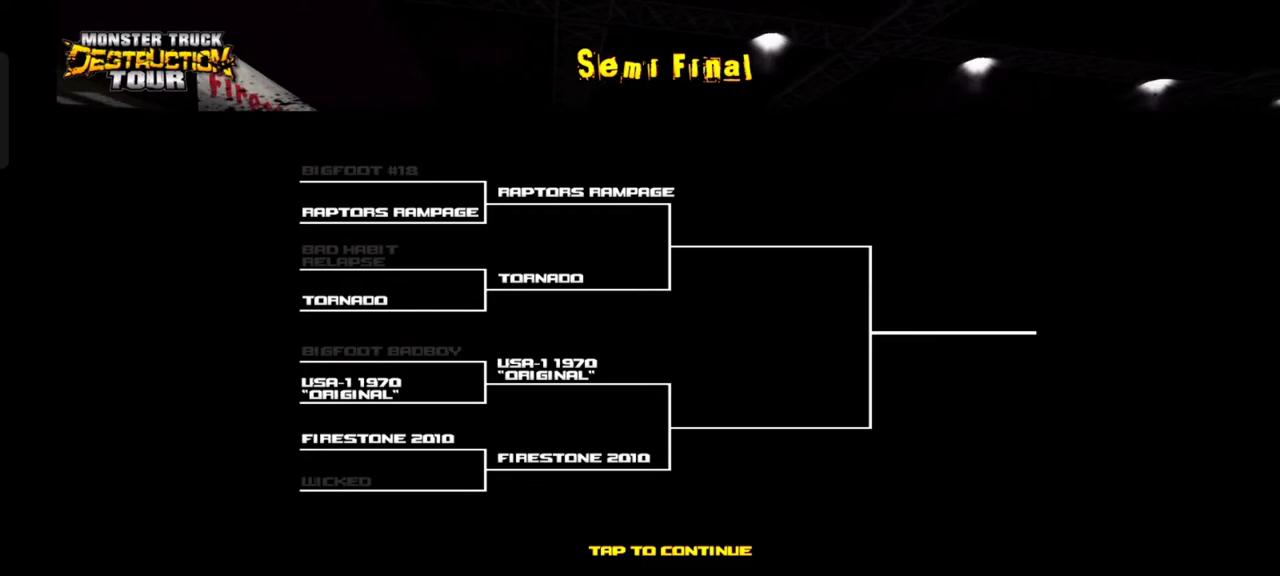 MONSTER TRUCK
DESTRUCTION
TOUR
Semi Final
BIGFOOT #18
RAPTORS RAMPAGE
RAPTORS RAMPAGE
BAD HABIT
RELAPSE
TORNADO
TORNADO
BIGFOOT BADBOY
USA-1 1970
"ORIGINAL"
USA-1 1970
"ORIGINAL"
FIRESTONE 2010
FIRESTONE 2010
WICKED
TAP TO CONTINUE